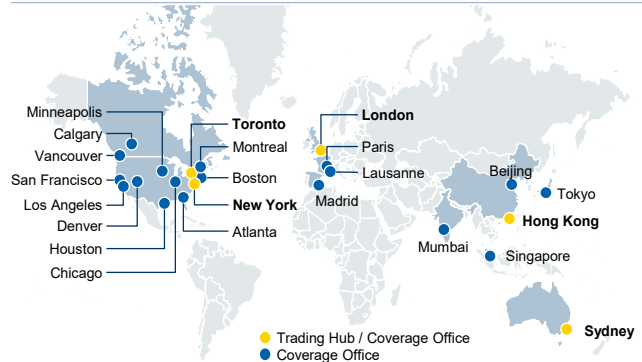 Minneapolis
Calgary
Vancouver
San Francisco
Los Angeles
Denver
Houston
Chicago
Toronto
Montreal
Boston
New York
Atlanta
London
Paris
Lausanne
Madrid
Beijing
Tokyo
Hong Kong
Mumbai
Singapore
Sydney
Trading Hub / Coverage Office
Coverage Office